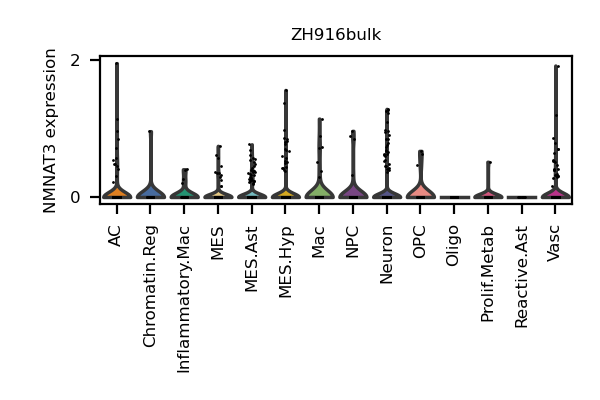 ZH916bulk
NMNAT3 expression
2
0
AC
Chromatin.Reg
Inflammatory.Mac
MES
MES.Ast
MES.Hyp
Mac
NPC
Neuron
OPC
Oligo
Prolif.Metab
Reactive.Ast
Vasc